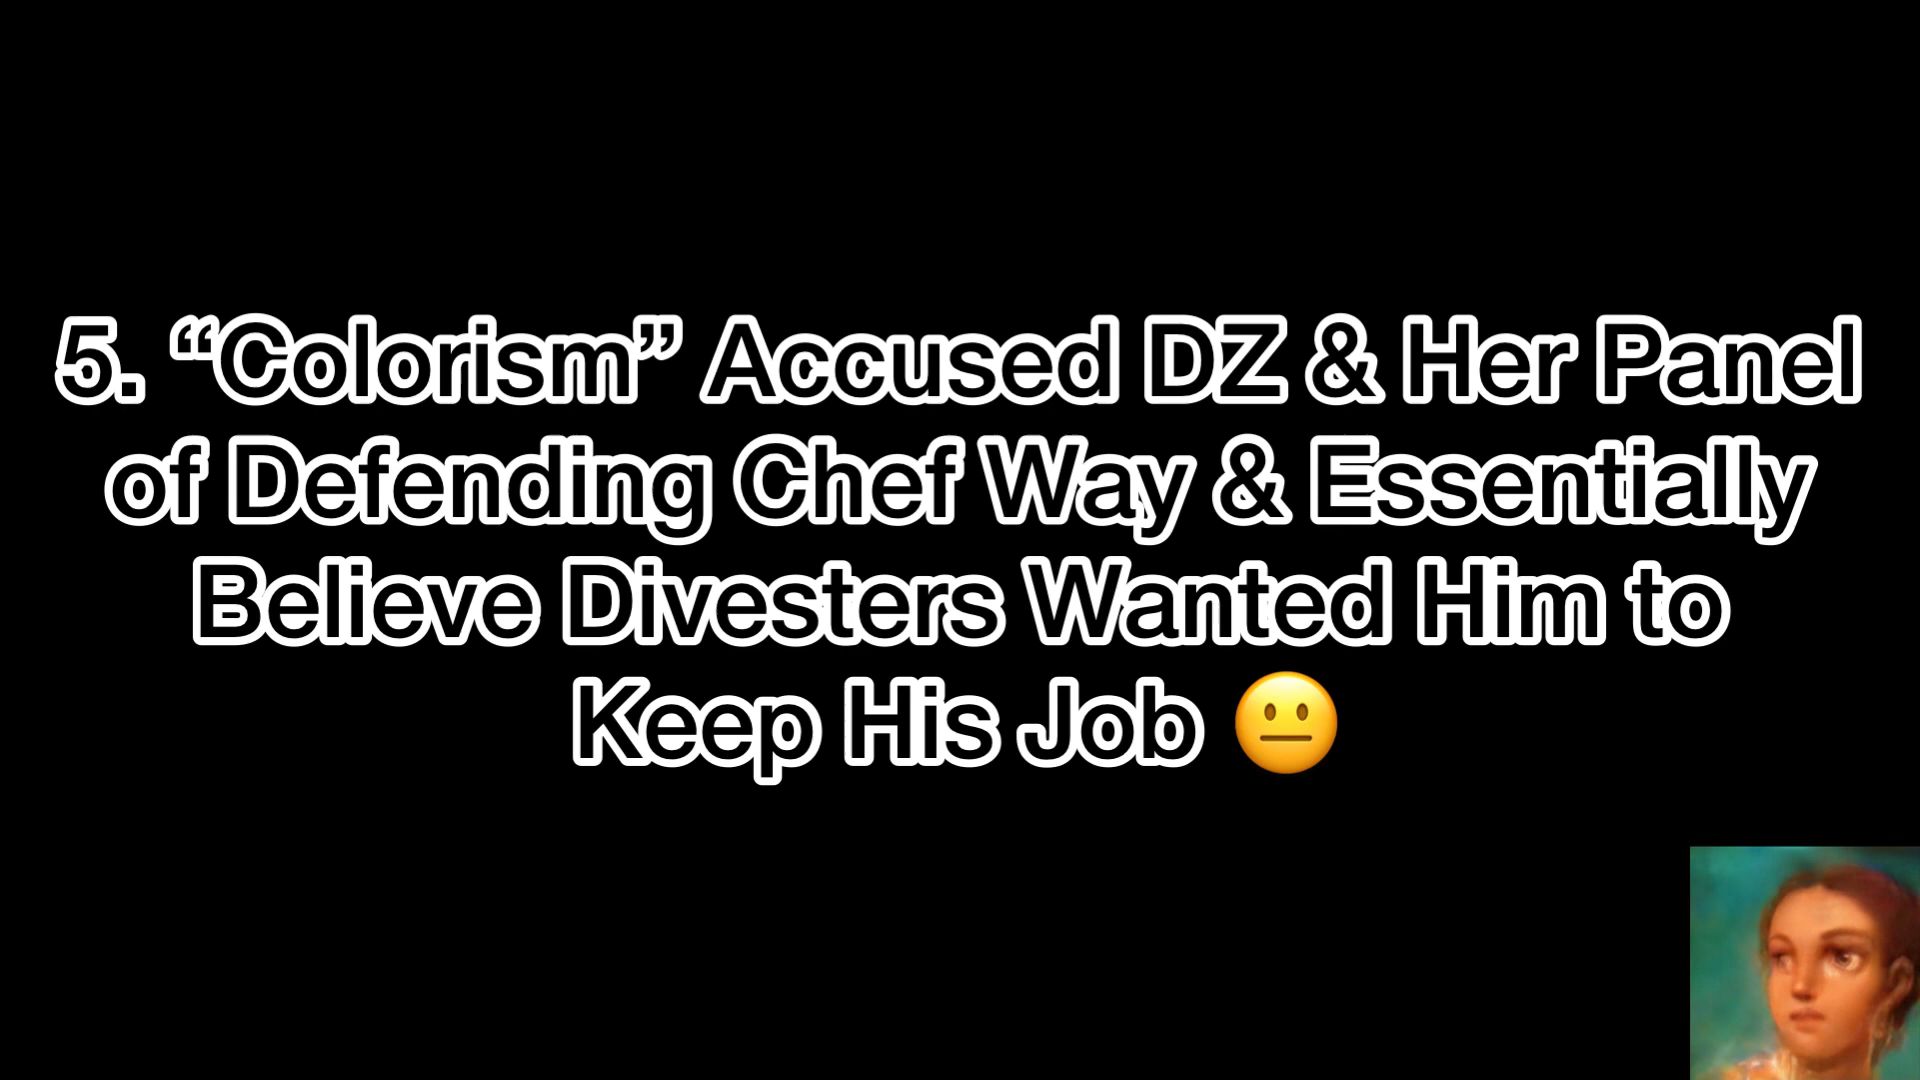 5. “Colorism” Accused DZ & Her Panel
of Defending Chef Way & Essentially
Believe Divesters Wanted Him to
Keep His Job 😐